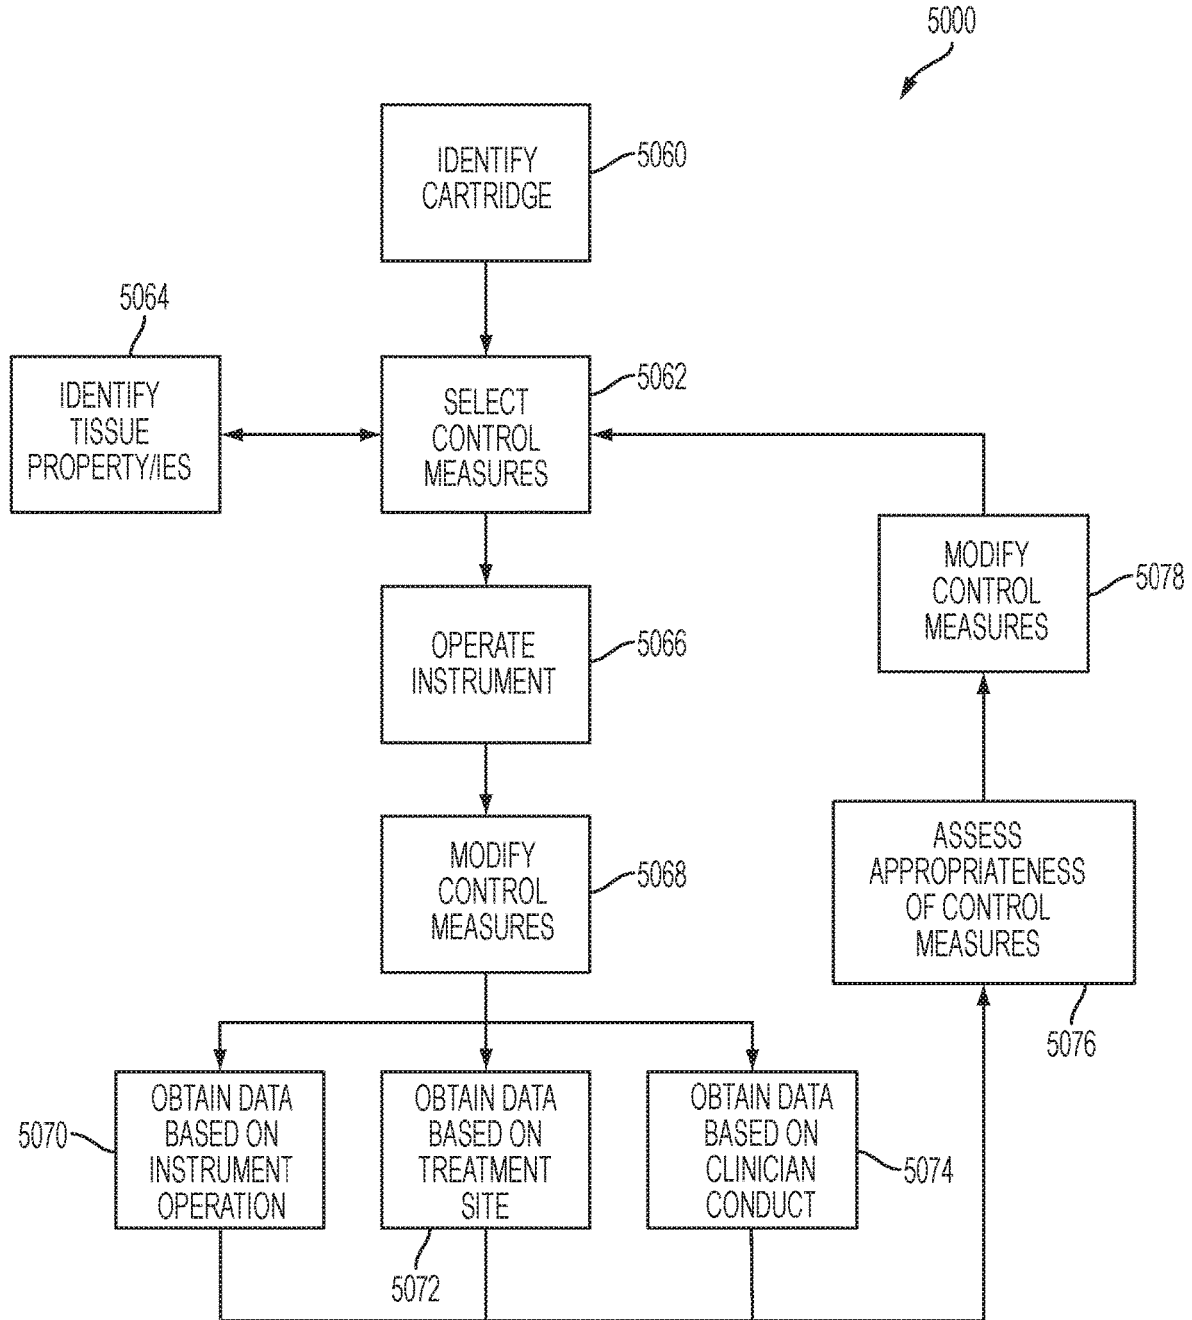 5000
IDENTIFY
CARTRIDGE
5060
5064
IDENTIFY
TISSUE
PROPERTY/IES
SELECT
CONTROL
MEASURES
5062
MODIFY
CONTROL
MEASURES
5078
OPERATE
INSTRUMENT
5066
MODIFY
CONTROL
MEASURES
5068
ASSESS
APPROPRIATENESS
OF CONTROL
MEASURES
5076
5070
OBTAIN DATA
BASED ON
INSTRUMENT
OPERATION
OBTAIN DATA
BASED ON
TREATMENT
SITE
5072
OBTAIN DATA
BASED ON
CLINICIAN
CONDUCT
5074